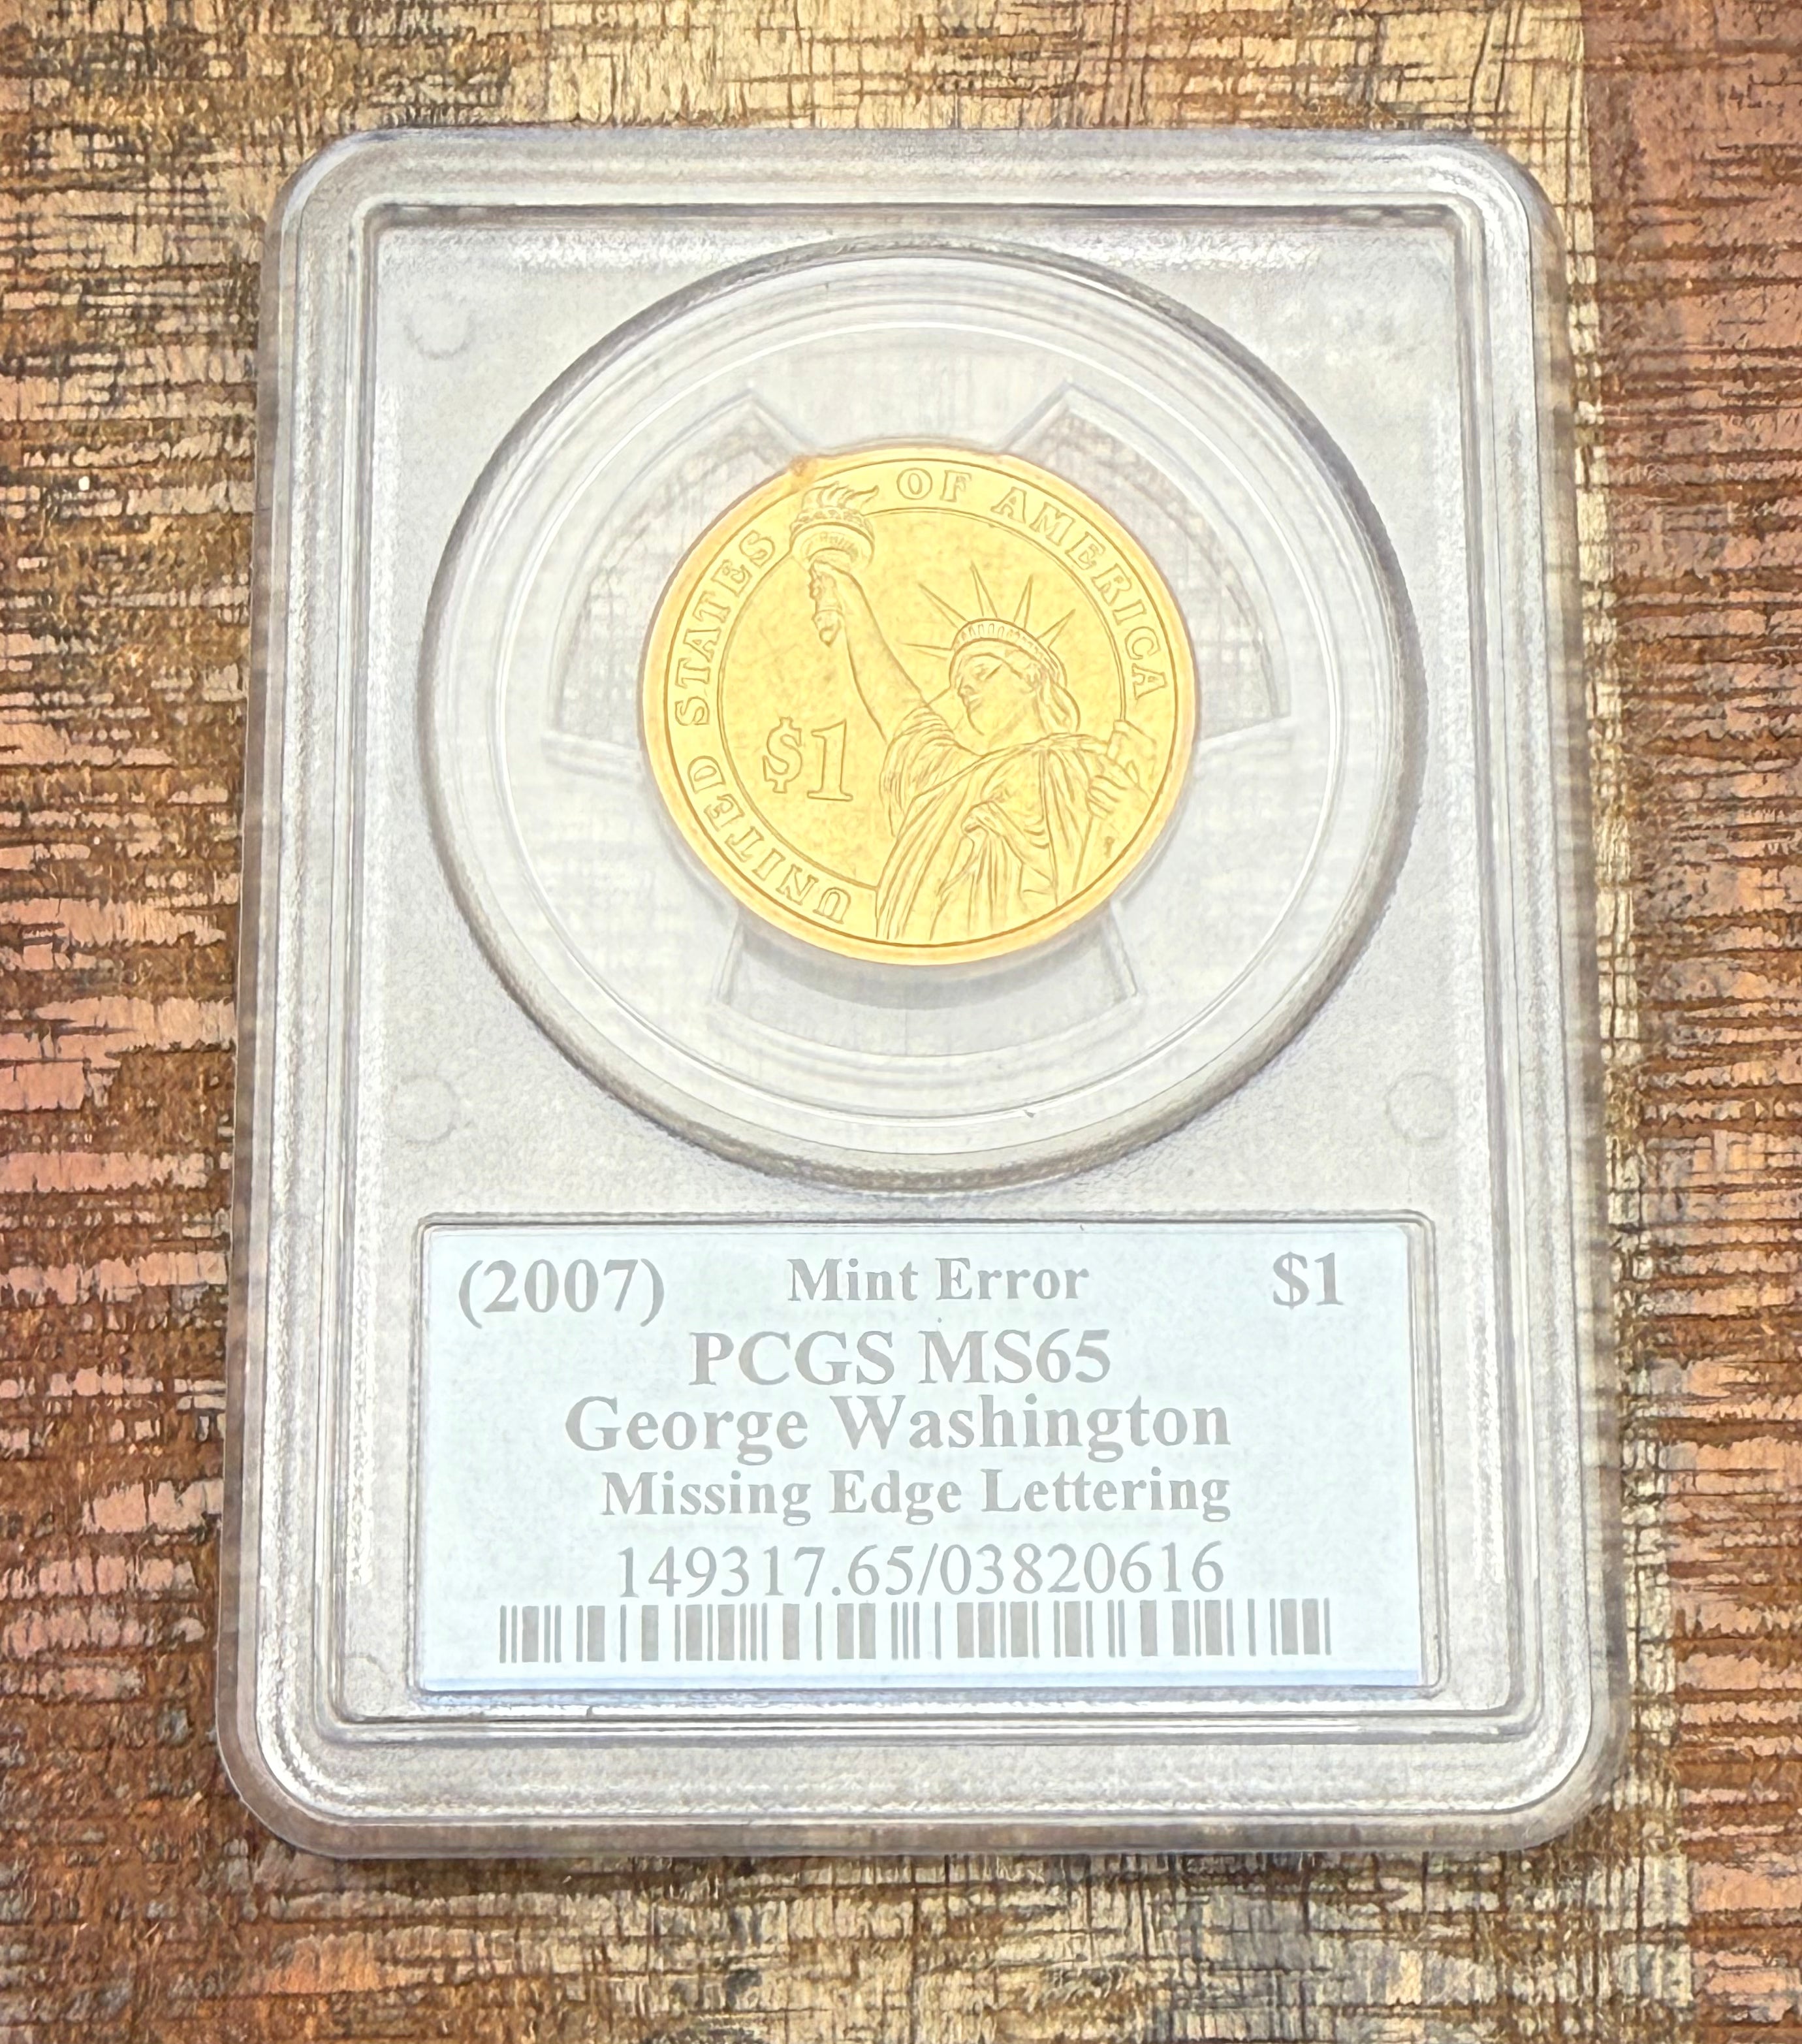 UNITED STATES OF AMERICA
$1
(2007) Mint Error $1
PCGS MS65
George Washington
Missing Edge Lettering
149317.65/03820616